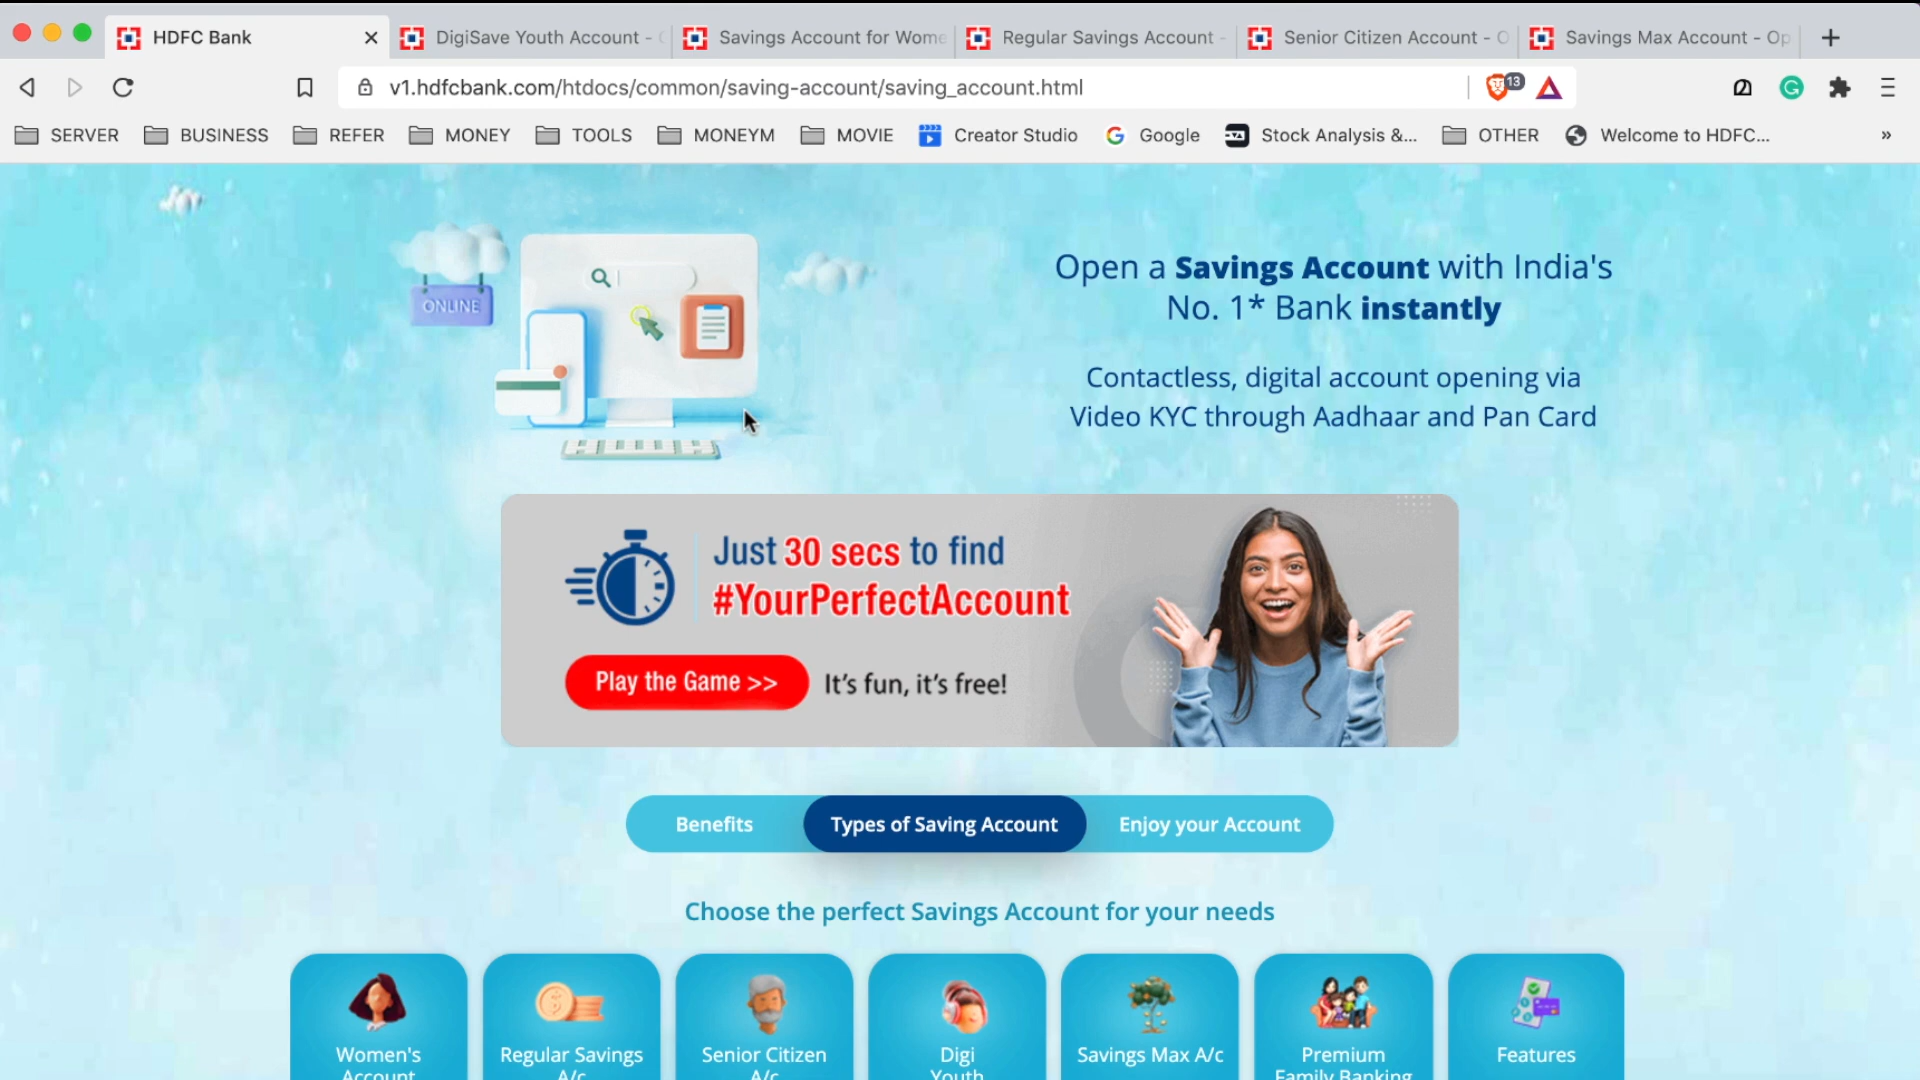 HDFC Bank
DigiSave Youth Account -
Savings Account for Wome
Regular Savings Account -
Senior Citizen Account - O
Savings Max Account - Op
v1.hdfcbank.com/htdocs/common/saving-account/saving_account.html
13
SERVER
BUSINESS
REFER
MONEY
TOOLS
MONEYM
MOVIE
Creator Studio
Google
Stock Analysis &...
OTHER
Welcome to HDFC...
»
ONLINE
Open a Savings Account with India's
No. 1* Bank instantly
Contactless, digital account opening via
Video KYC through Aadhaar and Pan Card
Just 30 secs to find
#YourPerfectAccount
Play the Game >>
It's fun, it's free!
Benefits
Types of Saving Account
Enjoy your Account
Choose the perfect Savings Account for your needs
Women's
Account
Regular Savings
A/c
Senior Citizen
A/c
Digi
Youth
Savings Max A/c
Premium
Family Banking
Features